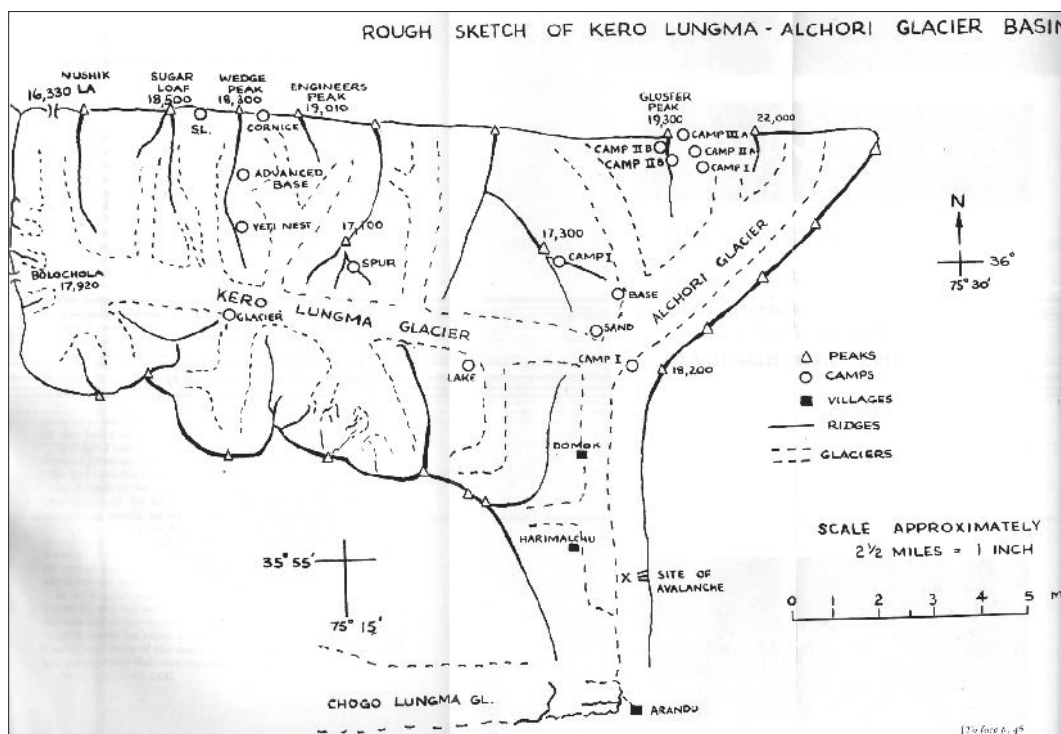 ROUGH SKETCH OF KERO LUNGMA - ALCHORI GLACIER BASIN
NUSHIK
LA
16,330
SUGAR
LOAF
18,500
WEDGE
PEAK
18,300
ENGINEERS
PEAK
19,010
GLOSTER
PEAK
19,300
22,000
S.L.
CORNICE
CAMP III A
CAMP II B
CAMP II A
CAMP II B
CAMP I
ADVANCED
BASE
YETI NEST
17,100
SPUR
17,300
CAMP I
N
36°
75° 30'
BOLOCHOLA
17,920
KERO LUNGMA GLACIER
GLACIER
BASE
ALCHORI GLACIER
SAND
LAKE
CAMP I
18,200
PEAKS
CAMPS
VILLAGES
RIDGES
GLACIERS
DOMOK
HARIMALCHU
35° 55'
75° 15'
X
SITE OF
AVALANCHE
SCALE APPROXIMATELY
2½ MILES = 1 INCH
0 1 2 3 4 5 M
CHOGO LUNGMA GL.
ARANDU
[To face p. 45